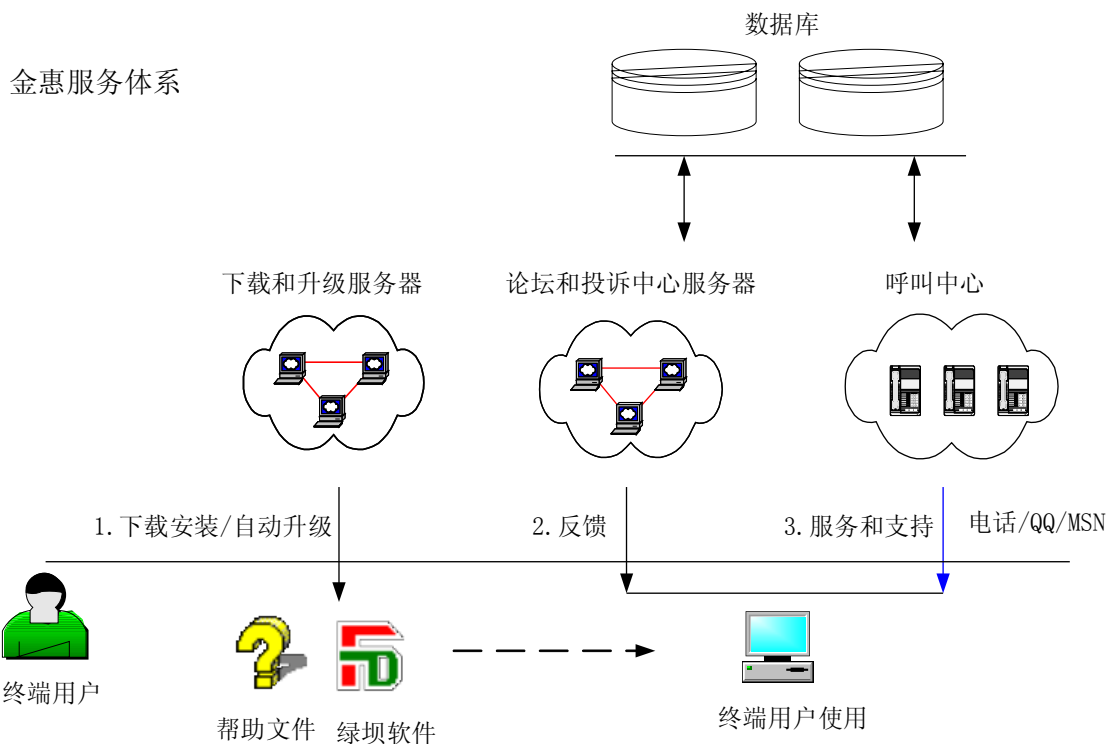 数据库
金惠服务体系
下载和升级服务器
论坛和投诉中心服务器
呼叫中心
1.下载安装/自动升级
2.反馈
3.服务和支持
电话/QQ/MSN
终端用户
帮助文件
绿坝软件
终端用户使用